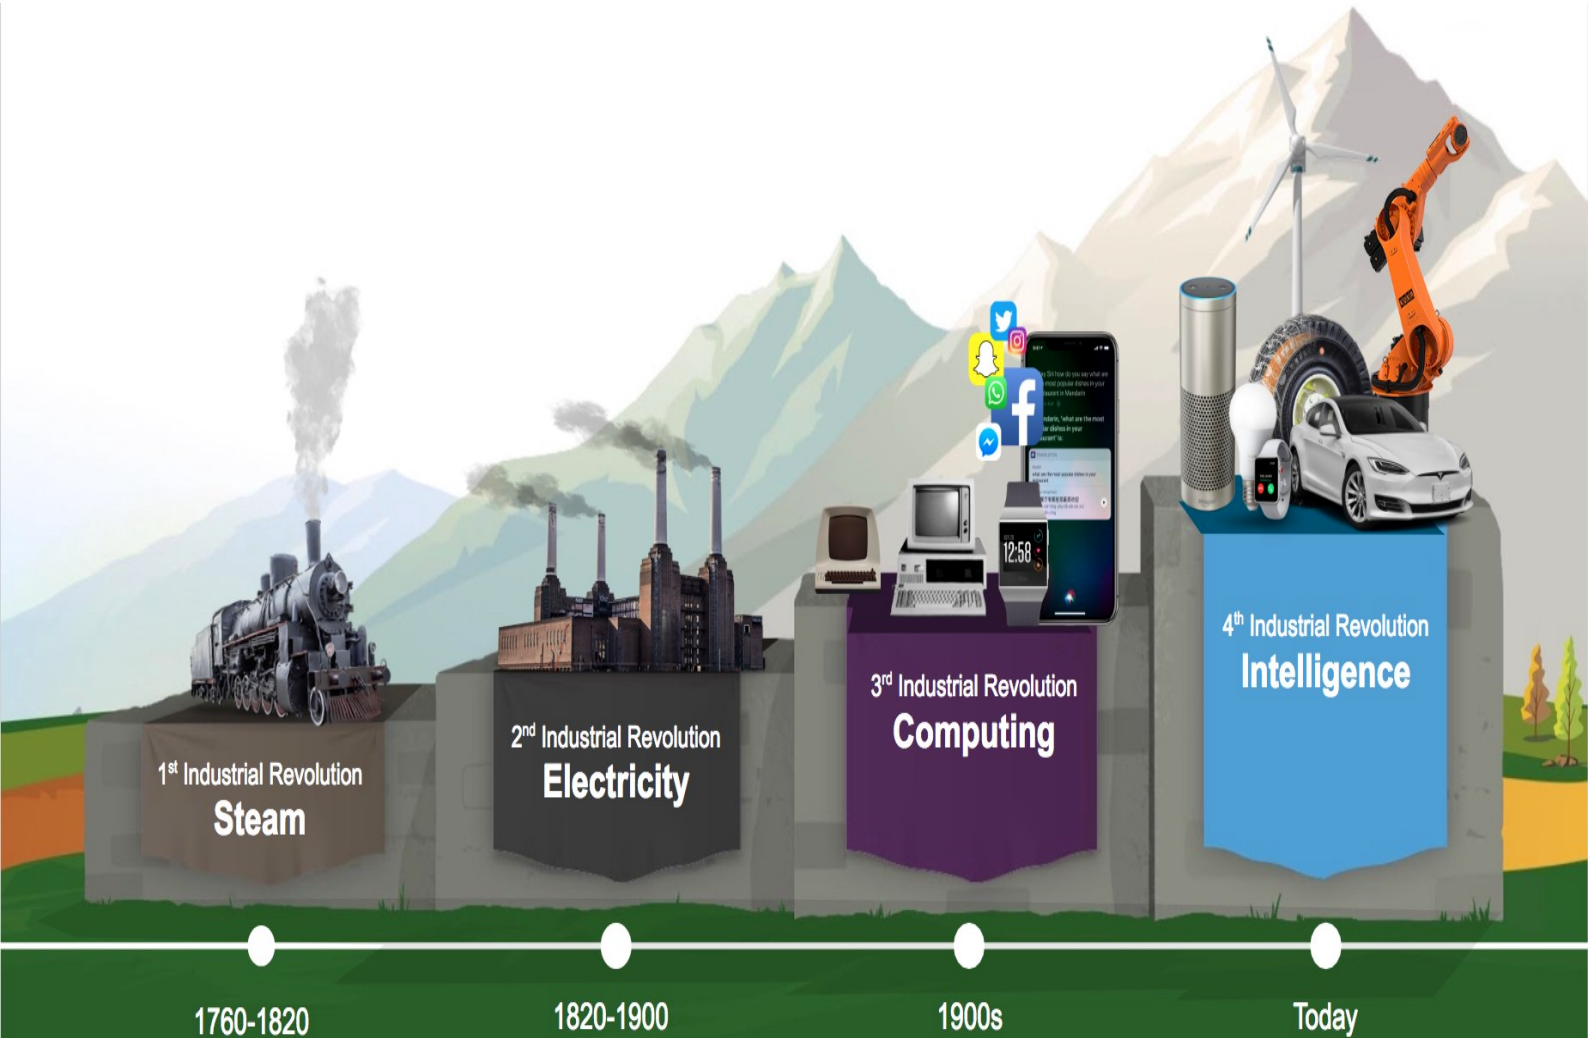 1st Industrial Revolution
Steam
2nd Industrial Revolution
Electricity
3rd Industrial Revolution
Computing
4th Industrial Revolution
Intelligence
12:58
1760-1820
1820-1900
1900s
Today